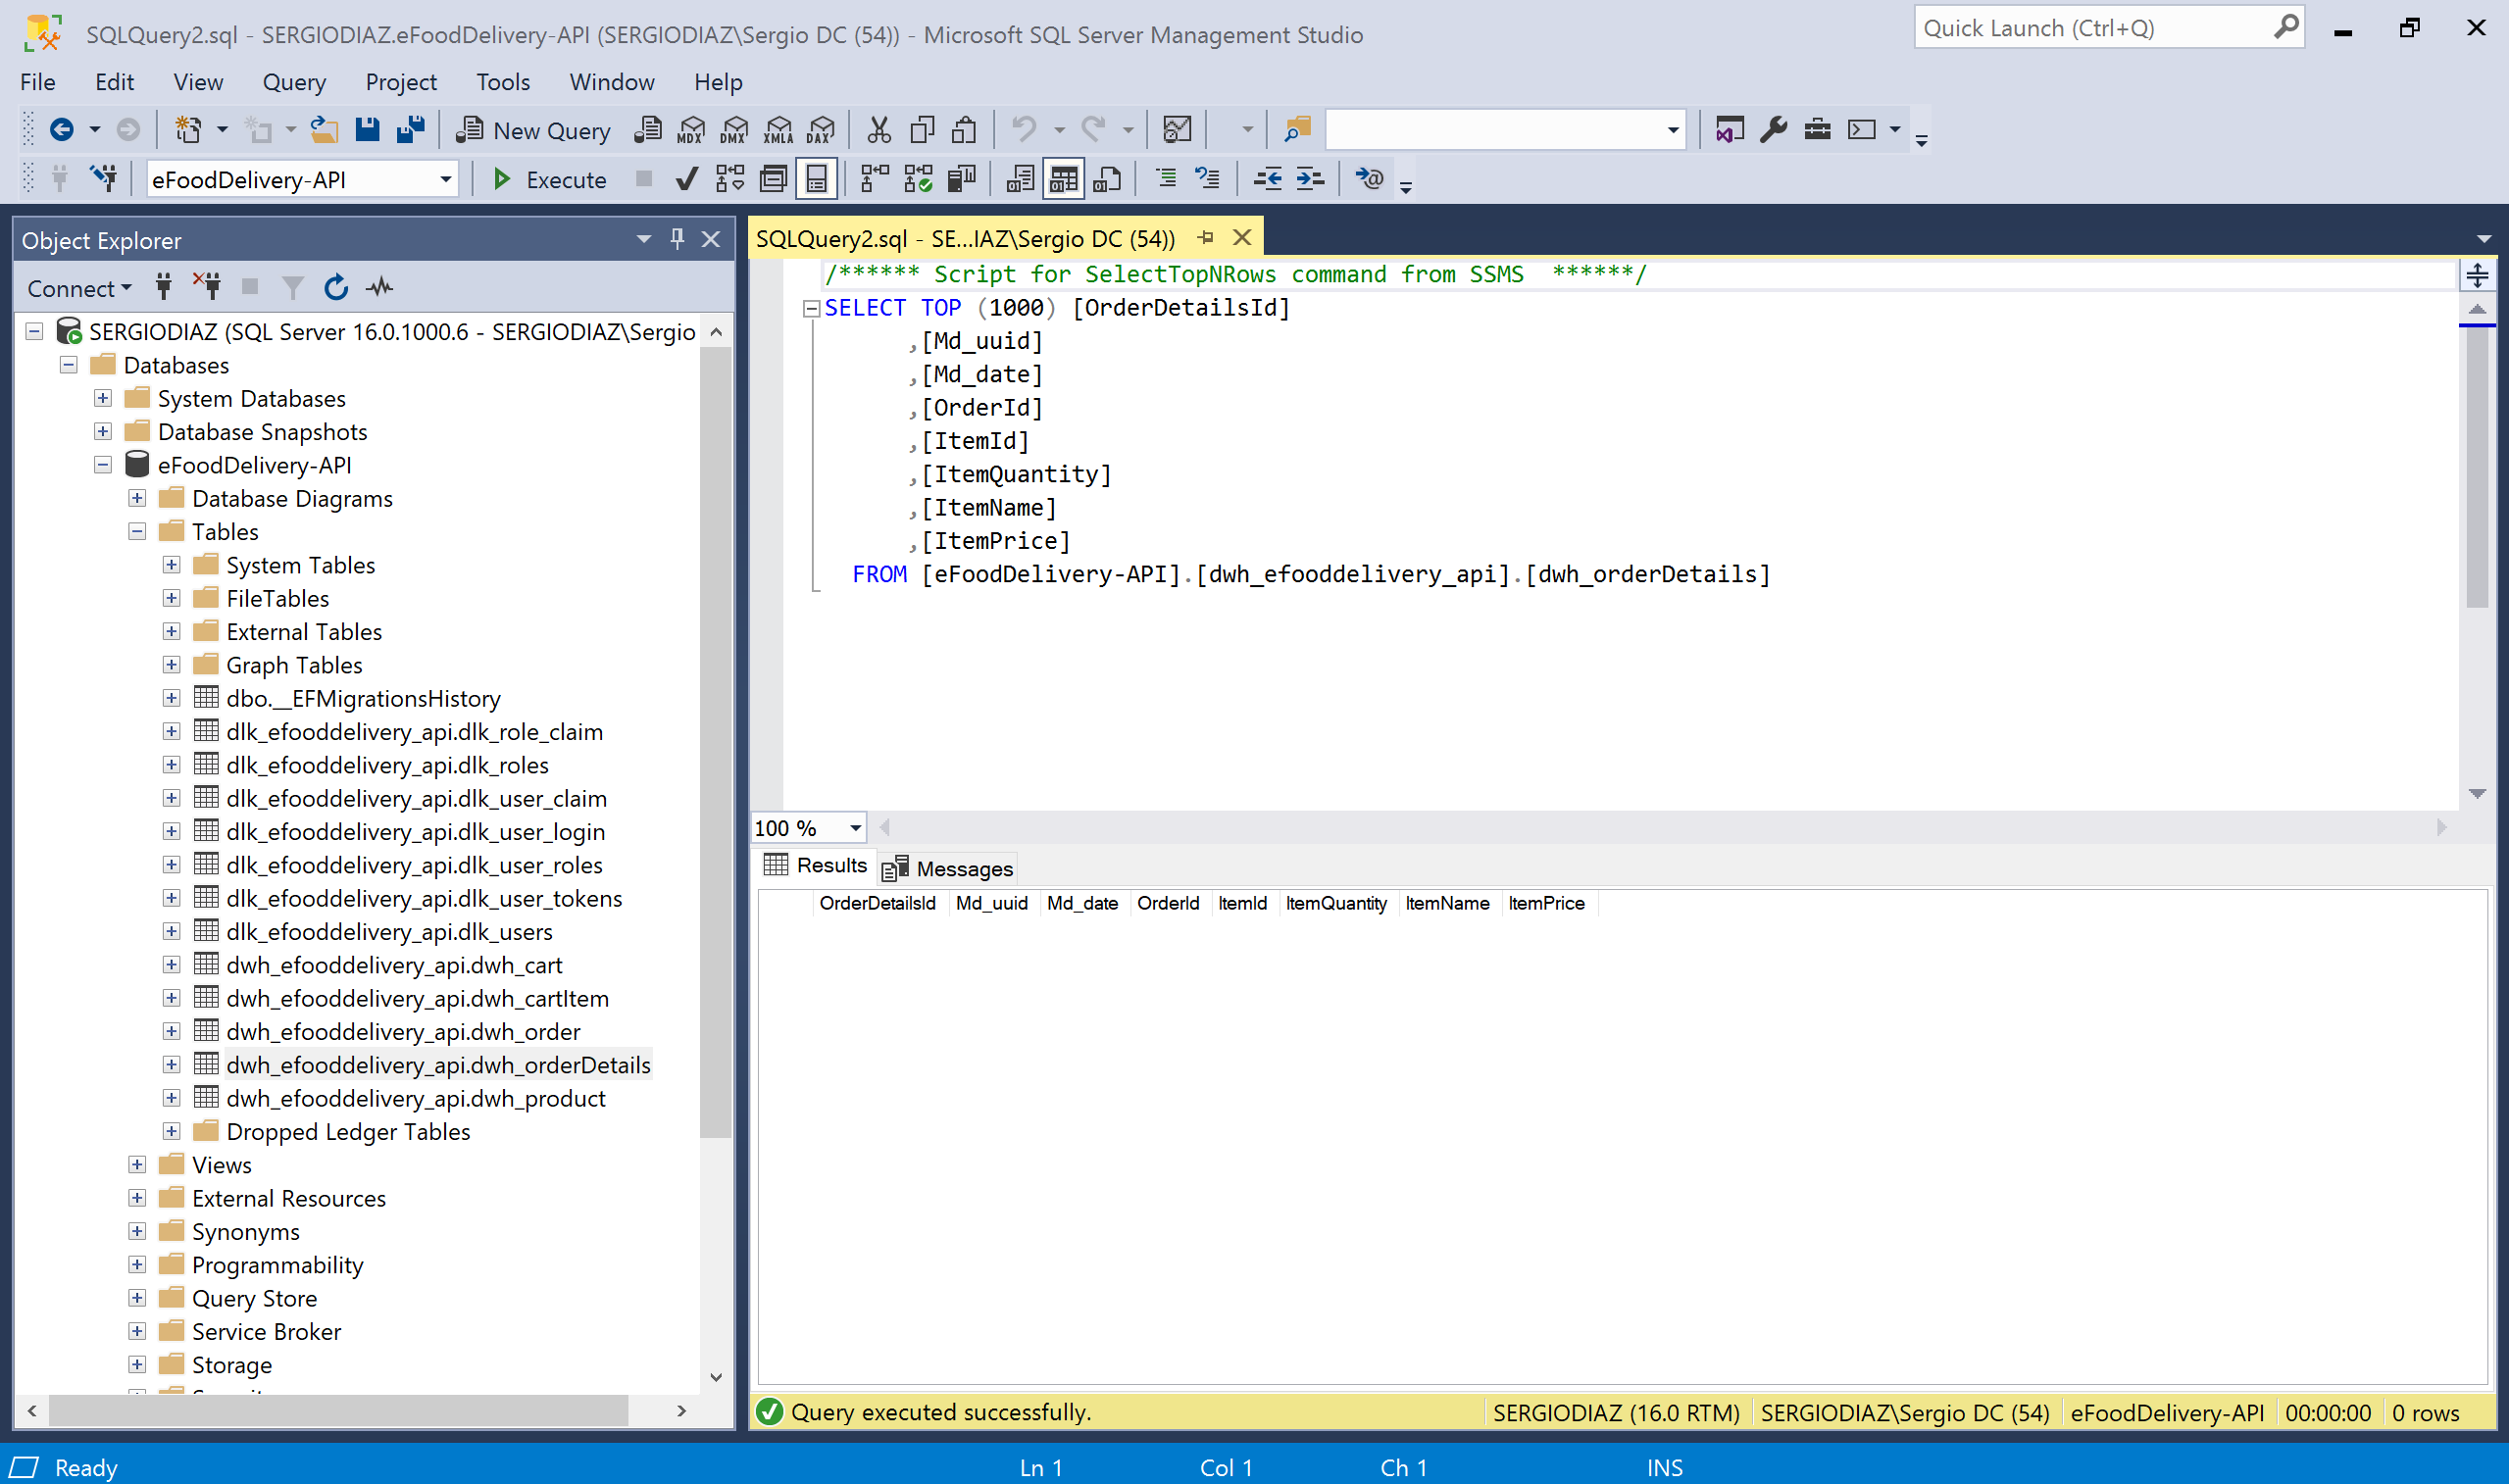 SQLQuery2.sql - SERGIODIAZ.eFoodDelivery-API (SERGIODIAZ\Sergio DC (54)) - Microsoft SQL Server Management Studio
Quick Launch (Ctrl+Q)
File Edit View Query Project Tools Window Help
New Query MDX DMX XMLA DAX
eFoodDelivery-API Execute
Object Explorer
Connect
SERGIODIAZ (SQL Server 16.0.1000.6 - SERGIODIAZ\Sergio
Databases
System Databases
Database Snapshots
eFoodDelivery-API
Database Diagrams
Tables
System Tables
FileTables
External Tables
Graph Tables
dbo.__EFMigrationsHistory
dlk_efooddelivery_api.dlk_role_claim
dlk_efooddelivery_api.dlk_roles
dlk_efooddelivery_api.dlk_user_claim
dlk_efooddelivery_api.dlk_user_login
dlk_efooddelivery_api.dlk_user_roles
dlk_efooddelivery_api.dlk_user_tokens
dlk_efooddelivery_api.dlk_users
dwh_efooddelivery_api.dwh_cart
dwh_efooddelivery_api.dwh_cartItem
dwh_efooddelivery_api.dwh_order
dwh_efooddelivery_api.dwh_orderDetails
dwh_efooddelivery_api.dwh_product
Dropped Ledger Tables
Views
External Resources
Synonyms
Programmability
Query Store
Service Broker
Storage
SQLQuery2.sql - SE...IAZ\Sergio DC (54))
/****** Script for SelectTopNRows command from SSMS  ******/
SELECT TOP (1000) [OrderDetailsId]
,[Md_uuid]
,[Md_date]
,[OrderId]
,[ItemId]
,[ItemQuantity]
,[ItemName]
,[ItemPrice]
FROM [eFoodDelivery-API].[dwh_efooddelivery_api].[dwh_orderDetails]
100 %
Results Messages
OrderDetailsId Md_uuid Md_date OrderId ItemId ItemQuantity ItemName ItemPrice
Query executed successfully. SERGIODIAZ (16.0 RTM) SERGIODIAZ\Sergio DC (54) eFoodDelivery-API 00:00:00 0 rows
Ready Ln 1 Col 1 Ch 1 INS